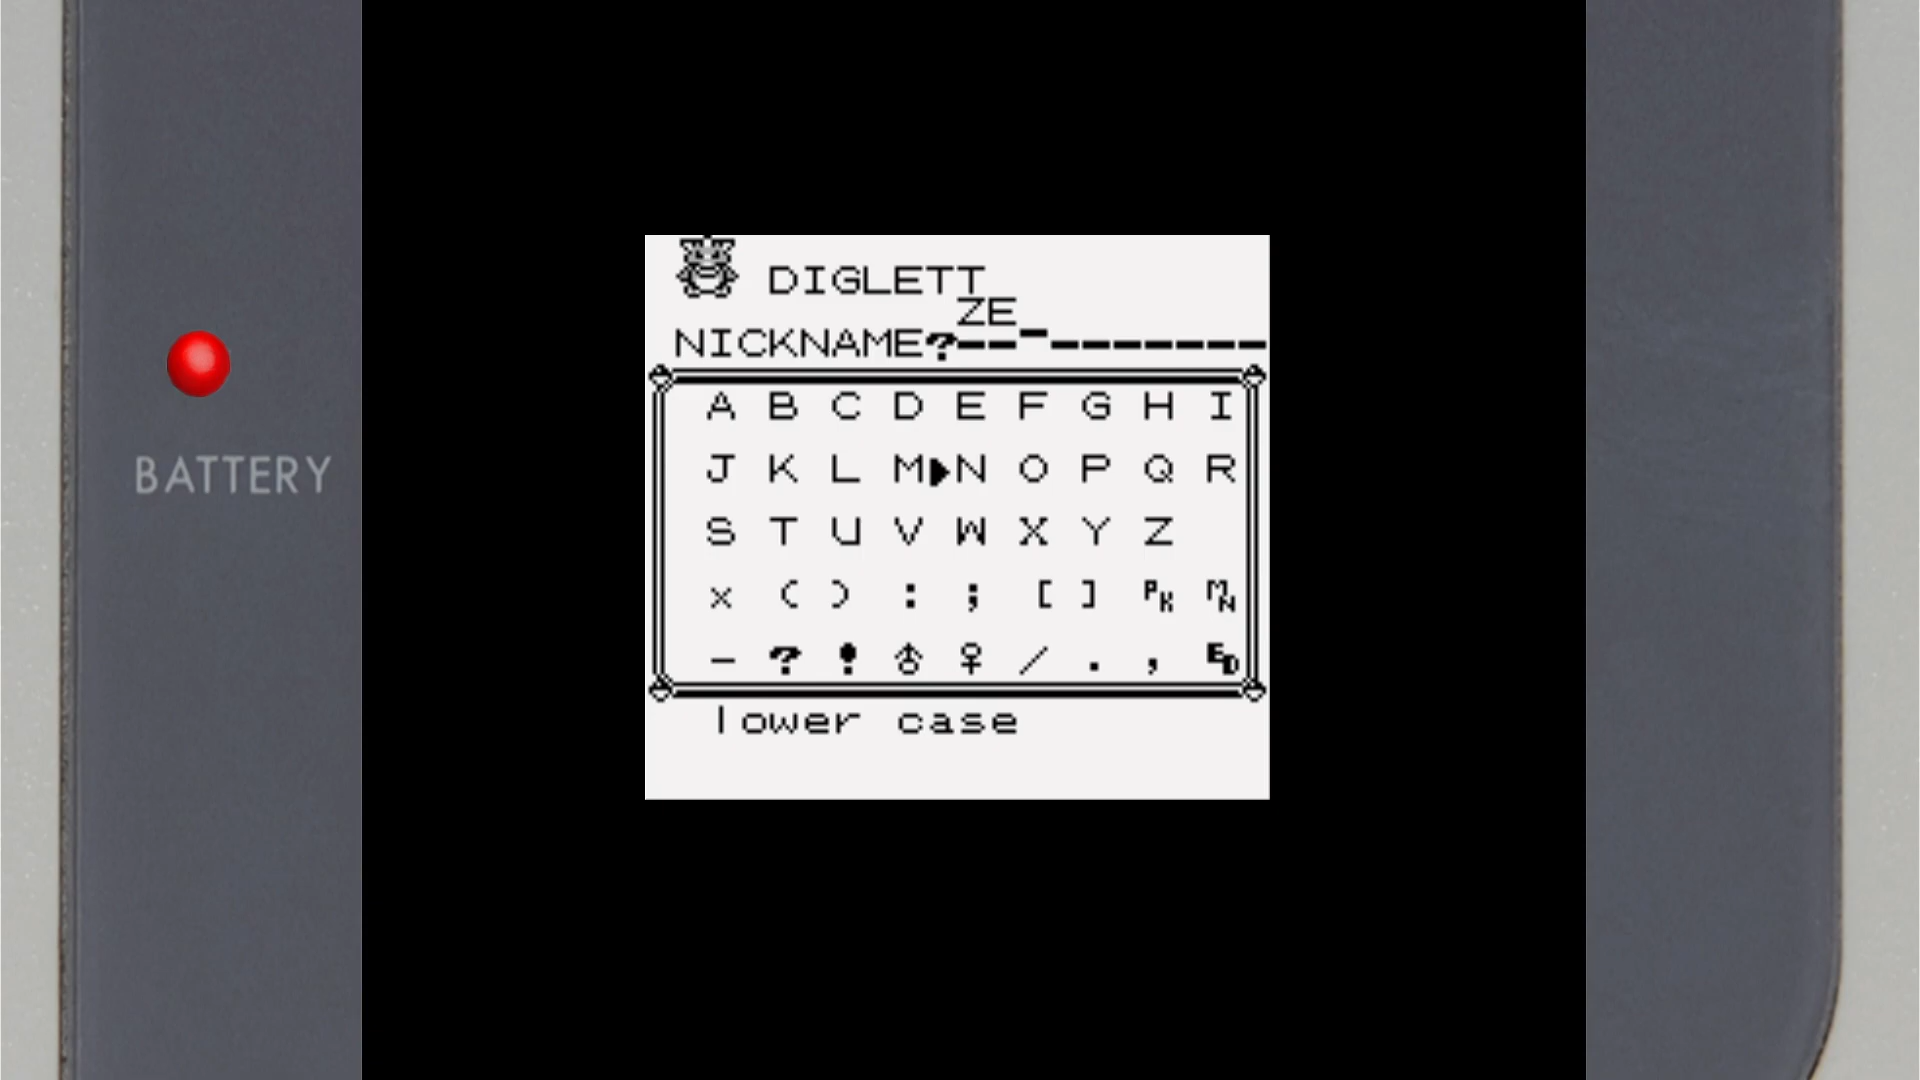 DIGLETT
ZE
NICKNAME?
A B C D E F G H I
J K L M ▶N O P Q R
S T U V W X Y Z
× ( ) : ; [ ] PK MN
- ? ! ♂ ♀ / . , ED
lower case
BATTERY